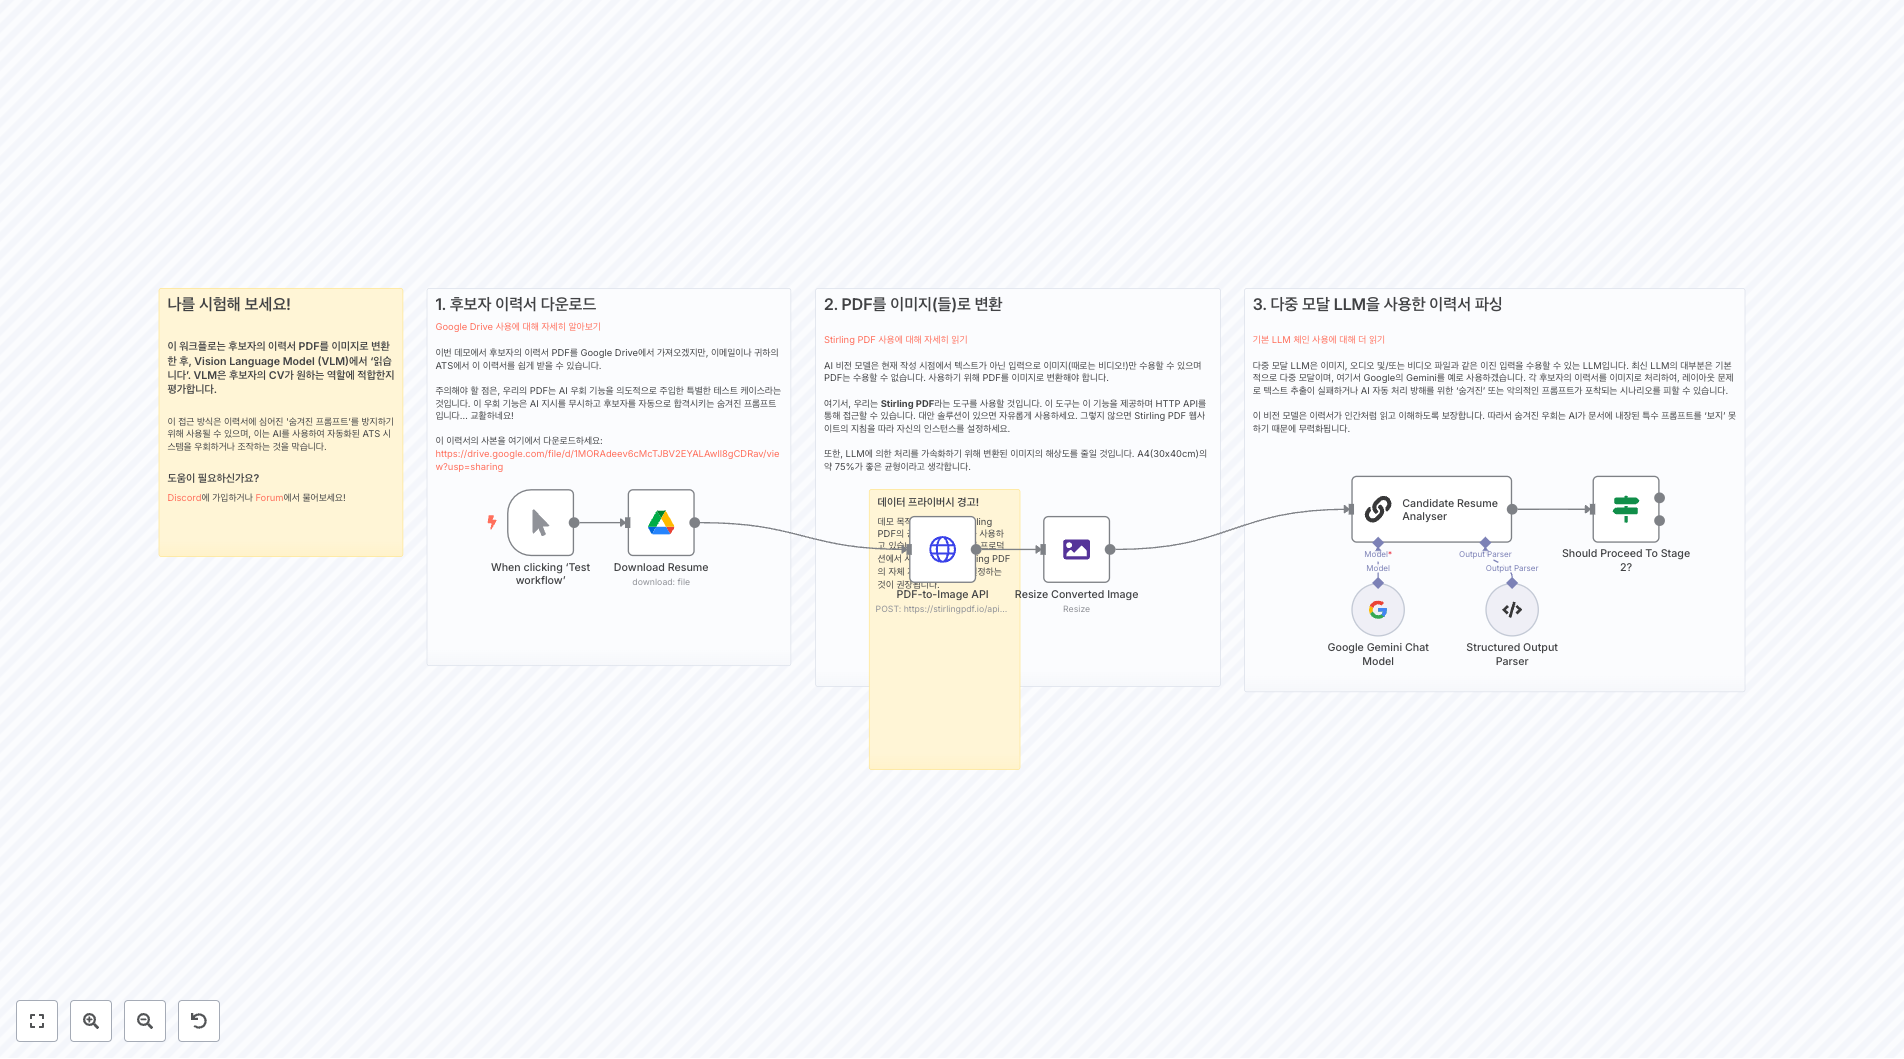 나를 시험해 보세요!
이 워크플로는 후보자의 이력서 PDF를 이미지로 변환
한 후, Vision Language Model (VLM)에서 '읽습
니다'. VLM은 후보자의 CV가 원하는 역할에 적합한지
평가합니다.
이 접근 방식은 이력서에 심어진 '숨겨진 프롬프트'를 방지하기
위해 사용될 수 있으며, 이는 AI를 사용하여 자동화된 ATS 시
스템을 우회하거나 조작하는 것을 막습니다.
도움이 필요하신가요?
Discord에 가입하거나 Forum에서 물어보세요!
1. 후보자 이력서 다운로드
Google Drive 사용에 대해 자세히 알아보기
이번 데모에서 후보자의 이력서 PDF를 Google Drive에서 가져오겠지만, 이메일이나 귀하의
ATS에서 이 이력서를 쉽게 받을 수 있습니다.
주의해야 할 점은, 우리의 PDF는 AI 우회 기능을 의도적으로 주입한 특별한 테스트 케이스라는
것입니다. 이 우회 기능은 AI 지시를 무시하고 후보자를 자동으로 합격시키는 숨겨진 프롬프트
입니다... 교활하네요!
이 이력서의 사본을 여기에서 다운로드하세요:
https://drive.google.com/file/d/1MORAdeev6cMcTJBV2EYALAwll8gCDRav/vie
w?usp=sharing
When clicking ‘Test
workflow’
Download Resume
download: file
2. PDF를 이미지(들)로 변환
Stirling PDF 사용에 대해 자세히 읽기
AI 비전 모델은 현재 작성 시점에서 텍스트가 아닌 입력으로 이미지(때로는 비디오!)만 수용할 수 있으며
PDF는 수용할 수 없습니다. 사용하기 위해 PDF를 이미지로 변환해야 합니다.
여기서, 우리는 Stirling PDF라는 도구를 사용할 것입니다. 이 도구는 이 기능을 제공하며 HTTP API를
통해 접근할 수 있습니다. 대안 솔루션이 있으면 자유롭게 사용하세요. 그렇지 않으면 Stirling PDF 웹사
이트의 지침을 따라 자신의 인스턴스를 설정하세요.
또한, LLM에 의한 처리를 가속화하기 위해 변환된 이미지의 해상도를 줄일 것입니다. A4(30x40cm)의
약 75%가 좋은 균형이라고 생각합니다.
데이터 프라이버시 경고!
데모 목적
PDF의
사용하
고
프로덕
션에서
PDF
의 자체
정하는
것이 권장됩니다.
PDF-to-Image API
POST: https://stirlingpdf.io/api...
Resize Converted Image
Resize
3. 다중 모달 LLM을 사용한 이력서 파싱
기본 LLM 체인 사용에 대해 더 읽기
다중 모달 LLM은 이미지, 오디오 및/또는 비디오 파일과 같은 이진 입력을 수용할 수 있는 LLM입니다. 최신 LLM의 대부분은 기본
적으로 다중 모달이며, 여기서 Google의 Gemini를 예로 사용하겠습니다. 각 후보자의 이력서를 이미지로 처리하여, 레이아웃 문제
로 텍스트 추출이 실패하거나 AI 자동 처리 방해를 위한 '숨겨진' 또는 악의적인 프롬프트가 포착되는 시나리오를 피할 수 있습니다.
이 비전 모델은 이력서가 인간처럼 읽고 이해하도록 보장합니다. 따라서 숨겨진 우회는 AI가 문서에 내장된 특수 프롬프트를 '보지' 못
하기 때문에 무력화됩니다.
Candidate Resume
Analyser
Model*
Output Parser
Model
Output Parser
Google Gemini Chat
Model
Structured Output
Parser
Should Proceed To Stage
2?